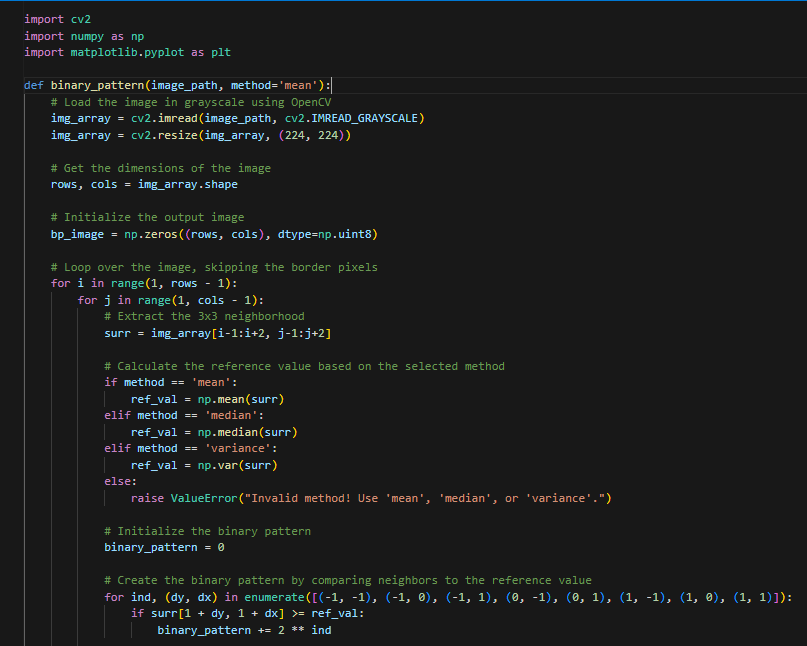 import cv2
import numpy as np
import matplotlib.pyplot as plt
def binary_pattern(image_path, method='mean'):
# Load the image in grayscale using OpenCV
img_array = cv2.imread(image_path, cv2.IMREAD_GRAYSCALE)
img_array = cv2.resize(img_array, (224, 224))
# Get the dimensions of the image
rows, cols = img_array.shape
# Initialize the output image
bp_image = np.zeros((rows, cols), dtype=np.uint8)
# Loop over the image, skipping the border pixels
for i in range(1, rows - 1):
for j in range(1, cols - 1):
# Extract the 3x3 neighborhood
surr = img_array[i-1:i+2, j-1:j+2]
# Calculate the reference value based on the selected method
if method == 'mean':
ref_val = np.mean(surr)
elif method == 'median':
ref_val = np.median(surr)
elif method == 'variance':
ref_val = np.var(surr)
else:
raise ValueError("Invalid method! Use 'mean', 'median', or 'variance'.")
# Initialize the binary pattern
binary_pattern = 0
# Create the binary pattern by comparing neighbors to the reference value
for ind, (dy, dx) in enumerate([(-1, -1), (-1, 0), (-1, 1), (0, -1), (0, 1), (1, -1), (1, 0), (1, 1)]):
if surr[1 + dy, 1 + dx] >= ref_val:
binary_pattern += 2 ** ind